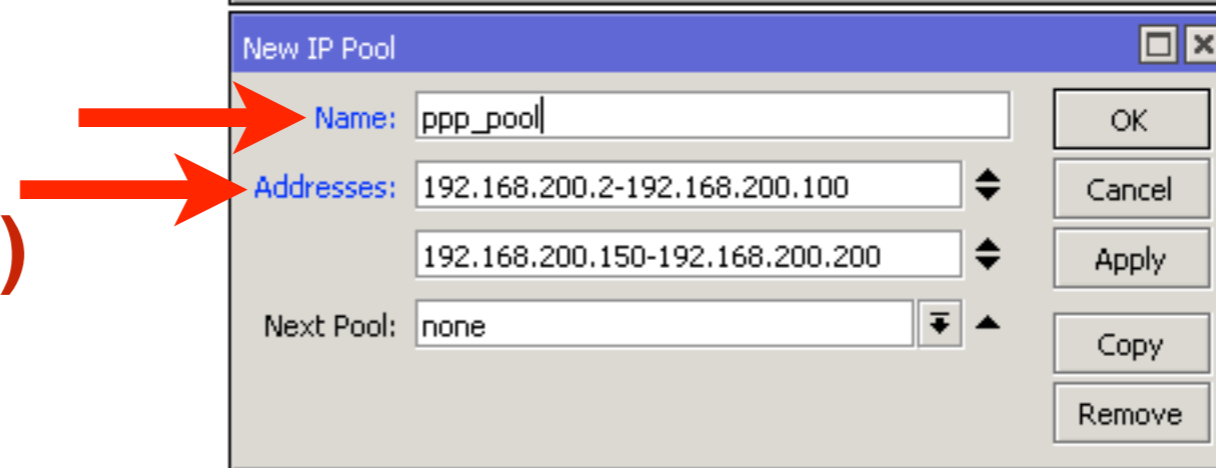 New IP Pool
Name: ppp_pool
OK
Addresses: 192.168.200.2-192.168.200.100
Cancel
)
192.168.200.150-192.168.200.200
Apply
Next Pool: none
Copy
Remove